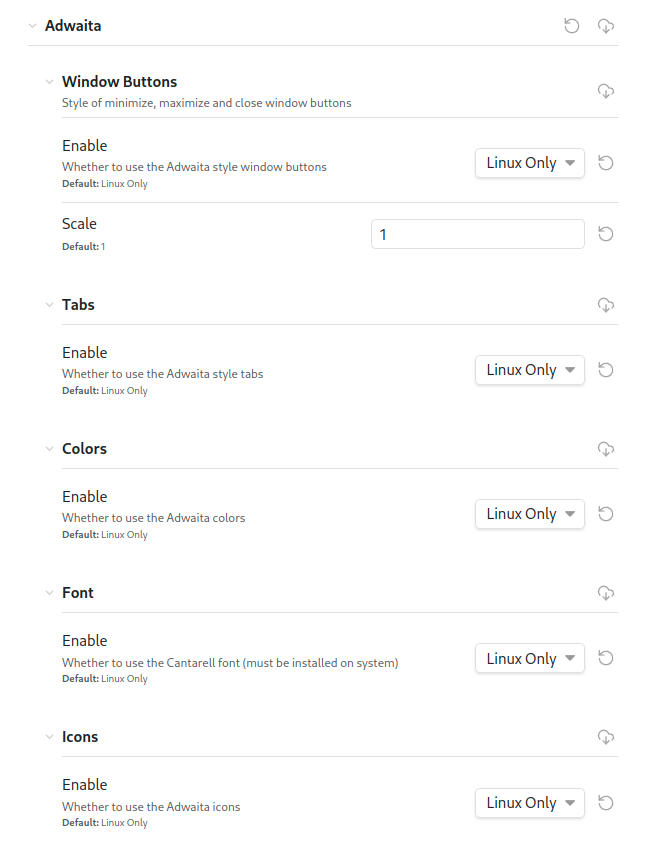 Adwaita
Window Buttons
Style of minimize, maximize and close window buttons
Enable
Whether to use the Adwaita style window buttons
Default: Linux Only
Linux Only
Scale
Default: 1
1
Tabs
Enable
Whether to use the Adwaita style tabs
Default: Linux Only
Linux Only
Colors
Enable
Whether to use the Adwaita colors
Default: Linux Only
Linux Only
Font
Enable
Whether to use the Cantarell font (must be installed on system)
Default: Linux Only
Linux Only
Icons
Enable
Whether to use the Adwaita icons
Default: Linux Only
Linux Only